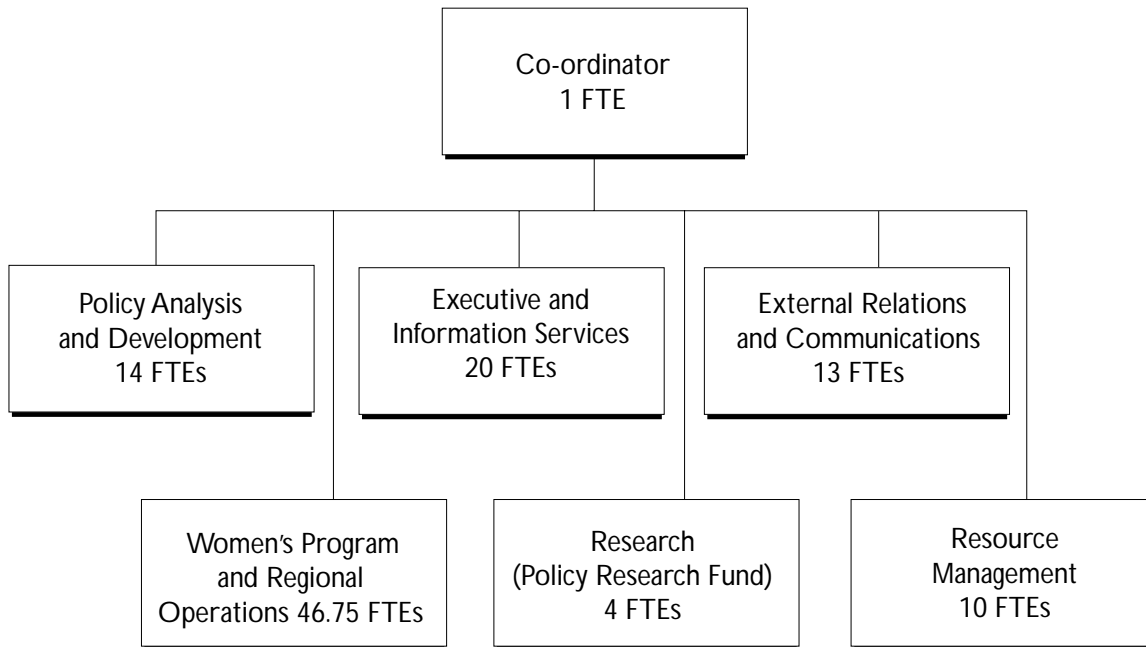 Co-ordinator
1 FTE
Policy Analysis
and Development
14 FTEs
Executive and
Information Services
20 FTEs
External Relations
and Communications
13 FTEs
Women's Program
and Regional
Operations 46.75 FTEs
Research
(Policy Research Fund)
4 FTEs
Resource
Management
10 FTEs